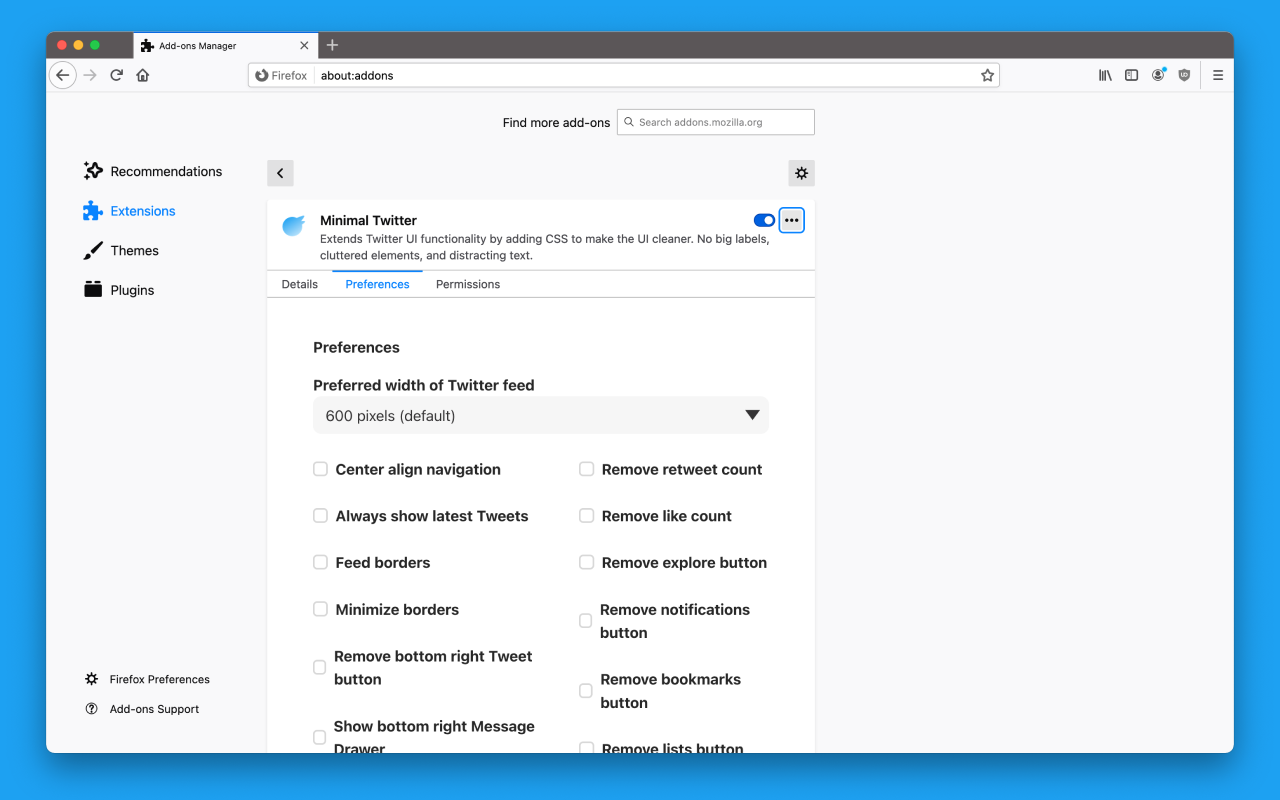 Add-ons Manager
Firefox
about:addons
Find more add-ons
Search addons.mozilla.org
Recommendations
Extensions
Themes
Plugins
Firefox Preferences
Add-ons Support
Minimal Twitter
Extends Twitter UI functionality by adding CSS to make the UI cleaner. No big labels,
cluttered elements, and distracting text.
Details
Preferences
Permissions
Preferences
Preferred width of Twitter feed
600 pixels (default)
Center align navigation
Always show latest Tweets
Feed borders
Minimize borders
Remove bottom right Tweet
button
Show bottom right Message
Drawer
Remove retweet count
Remove like count
Remove explore button
Remove notifications
button
Remove bookmarks
button
Remove lists button